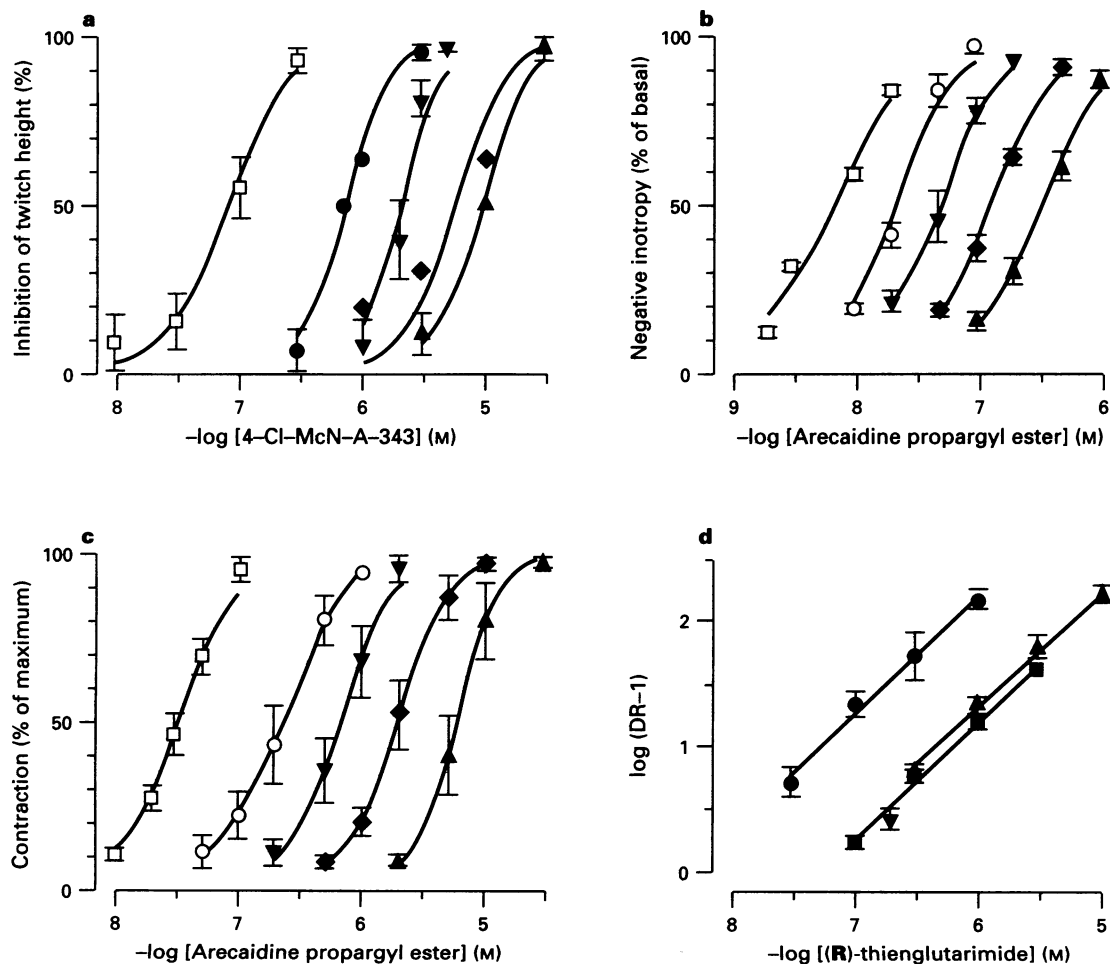 a
100
50
0
Inhibition of twitch height (%)
8 7 6 5
–log [4–Cl–McN–A–343] (M)
b
100
50
0
Negative inotropy (% of basal)
9 8 7 6
–log [Arecaidine propargyl ester] (M)
c
100
50
0
Contraction (% of maximum)
8 7 6 5
–log [Arecaidine propargyl ester] (M)
d
2
1
0
log (DR–1)
8 7 6 5
–log [(R)-thienglutarimide] (M)